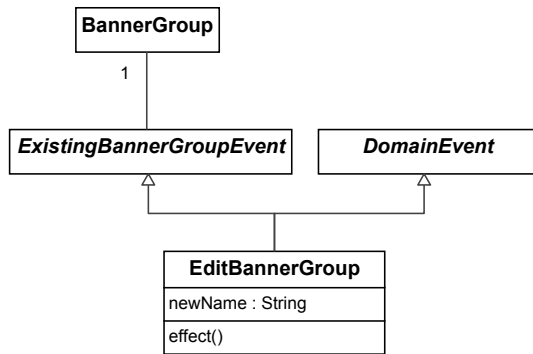 BannerGroup
1
ExistingBannerGroupEvent
DomainEvent
EditBannerGroup
newName : String
effect()